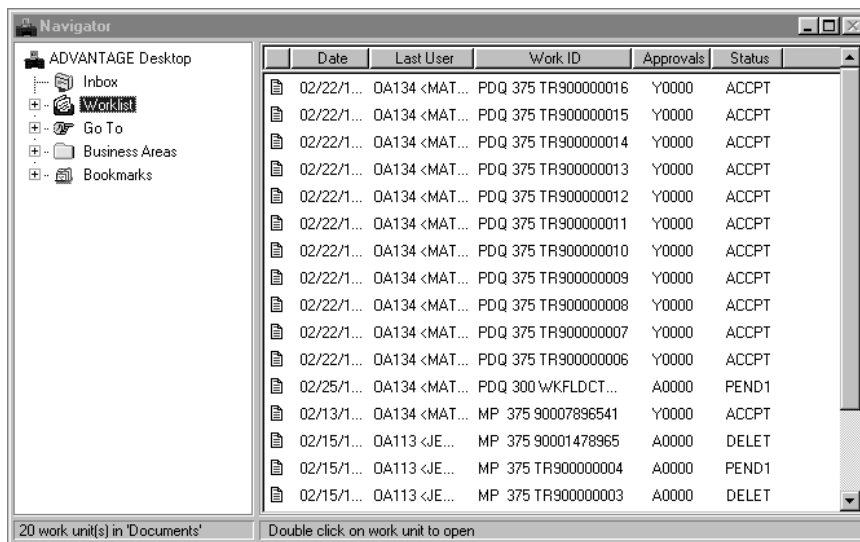 Navigator
ADVANTAGE Desktop
Inbox
Worklist
Go To
Business Areas
Bookmarks
Date Last User Work ID Approvals Status
02/22/1... OA134 <MAT... PDQ 375 TR900000016 Y0000 ACCPT
02/22/1... OA134 <MAT... PDQ 375 TR900000015 Y0000 ACCPT
02/22/1... OA134 <MAT... PDQ 375 TR900000014 Y0000 ACCPT
02/22/1... OA134 <MAT... PDQ 375 TR900000013 Y0000 ACCPT
02/22/1... OA134 <MAT... PDQ 375 TR900000012 Y0000 ACCPT
02/22/1... OA134 <MAT... PDQ 375 TR900000011 Y0000 ACCPT
02/22/1... OA134 <MAT... PDQ 375 TR900000010 Y0000 ACCPT
02/22/1... OA134 <MAT... PDQ 375 TR900000009 Y0000 ACCPT
02/22/1... OA134 <MAT... PDQ 375 TR900000008 Y0000 ACCPT
02/22/1... OA134 <MAT... PDQ 375 TR900000007 Y0000 ACCPT
02/22/1... OA134 <MAT... PDQ 375 TR900000006 Y0000 ACCPT
02/25/1... OA134 <MAT... PDQ 300 WKFLDCT... A0000 PEND1
02/13/1... OA134 <MAT... MP 375 90007896541 Y0000 ACCPT
02/15/1... OA113 <JE... MP 375 90001478965 A0000 DELET
02/15/1... OA113 <JE... MP 375 TR900000004 A0000 PEND1
02/15/1... OA113 <JE... MP 375 TR900000003 A0000 DELET
20 work unit(s) in 'Documents'
Double click on work unit to open